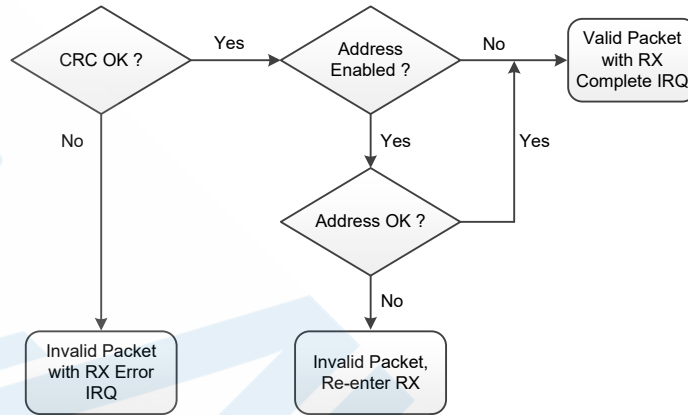 CRC OK ?
Yes
Address
Enabled ?
No
Valid Packet
with RX
Complete IRQ
No
Yes
Yes
Address OK ?
No
Invalid Packet
with RX Error
IRQ
Invalid Packet,
Re-enter RX